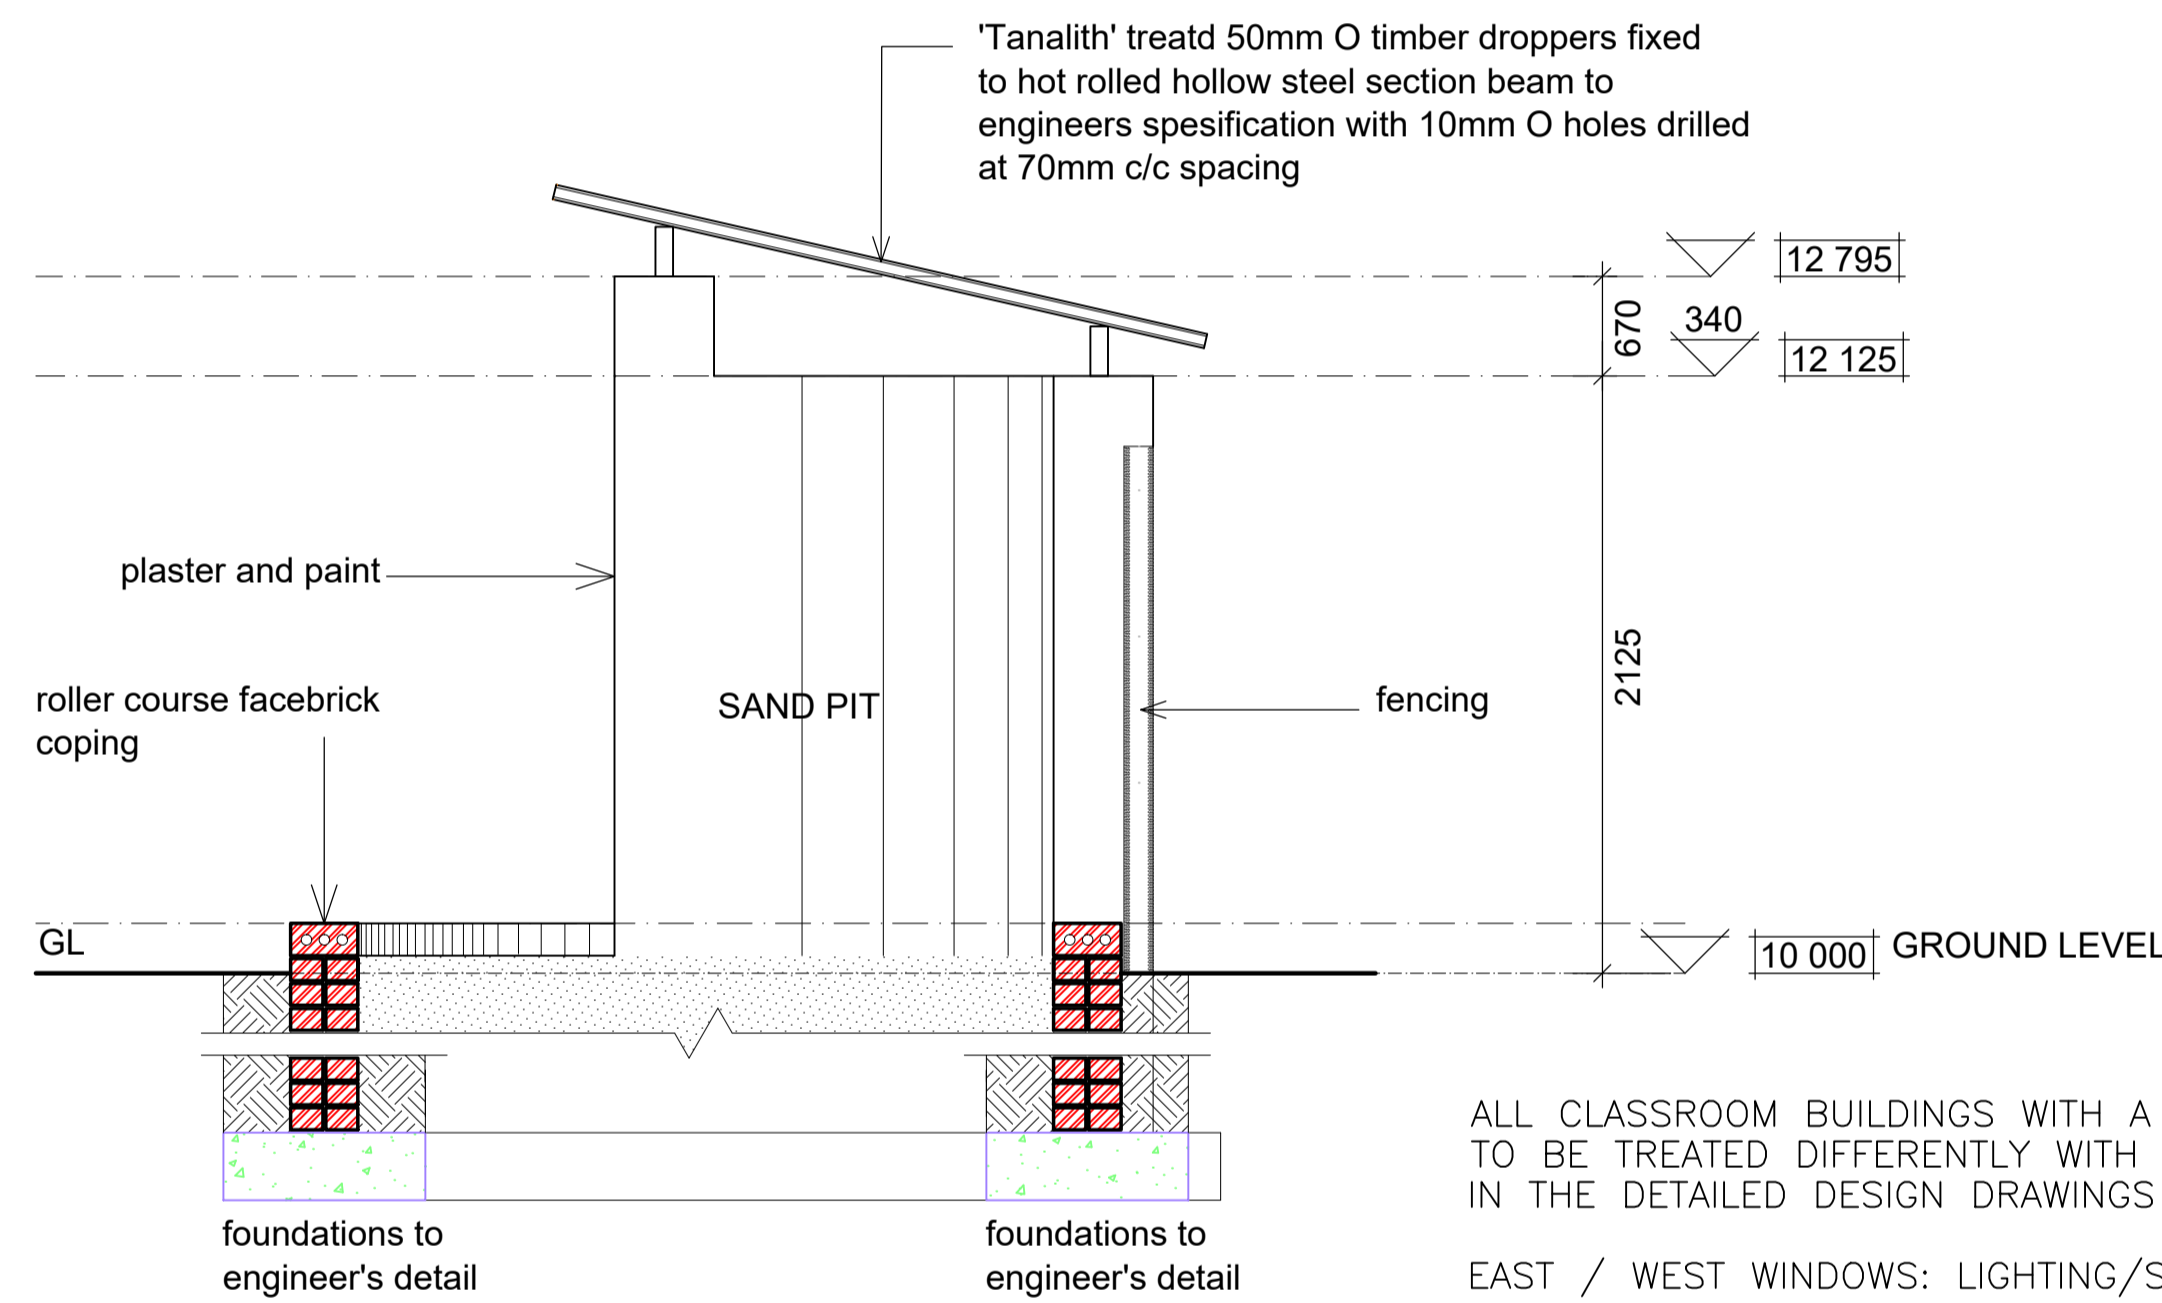 'Tanalith' treatd 50mm O timber droppers fixed
to hot rolled hollow steel section beam to
engineers spesification with 10mm O holes drilled
at 70mm c/c spacing
12 795
670
340
12 125
plaster and paint
2125
roller course facebrick
coping
SAND PIT
fencing
GL
10 000 GROUND LEVEL
ALL CLASSROOM BUILDINGS WITH A
TO BE TREATED DIFFERENTLY WITH
IN THE DETAILED DESIGN DRAWINGS
foundations to
engineer's detail
foundations to
engineer's detail
EAST / WEST WINDOWS: LIGHTING/S